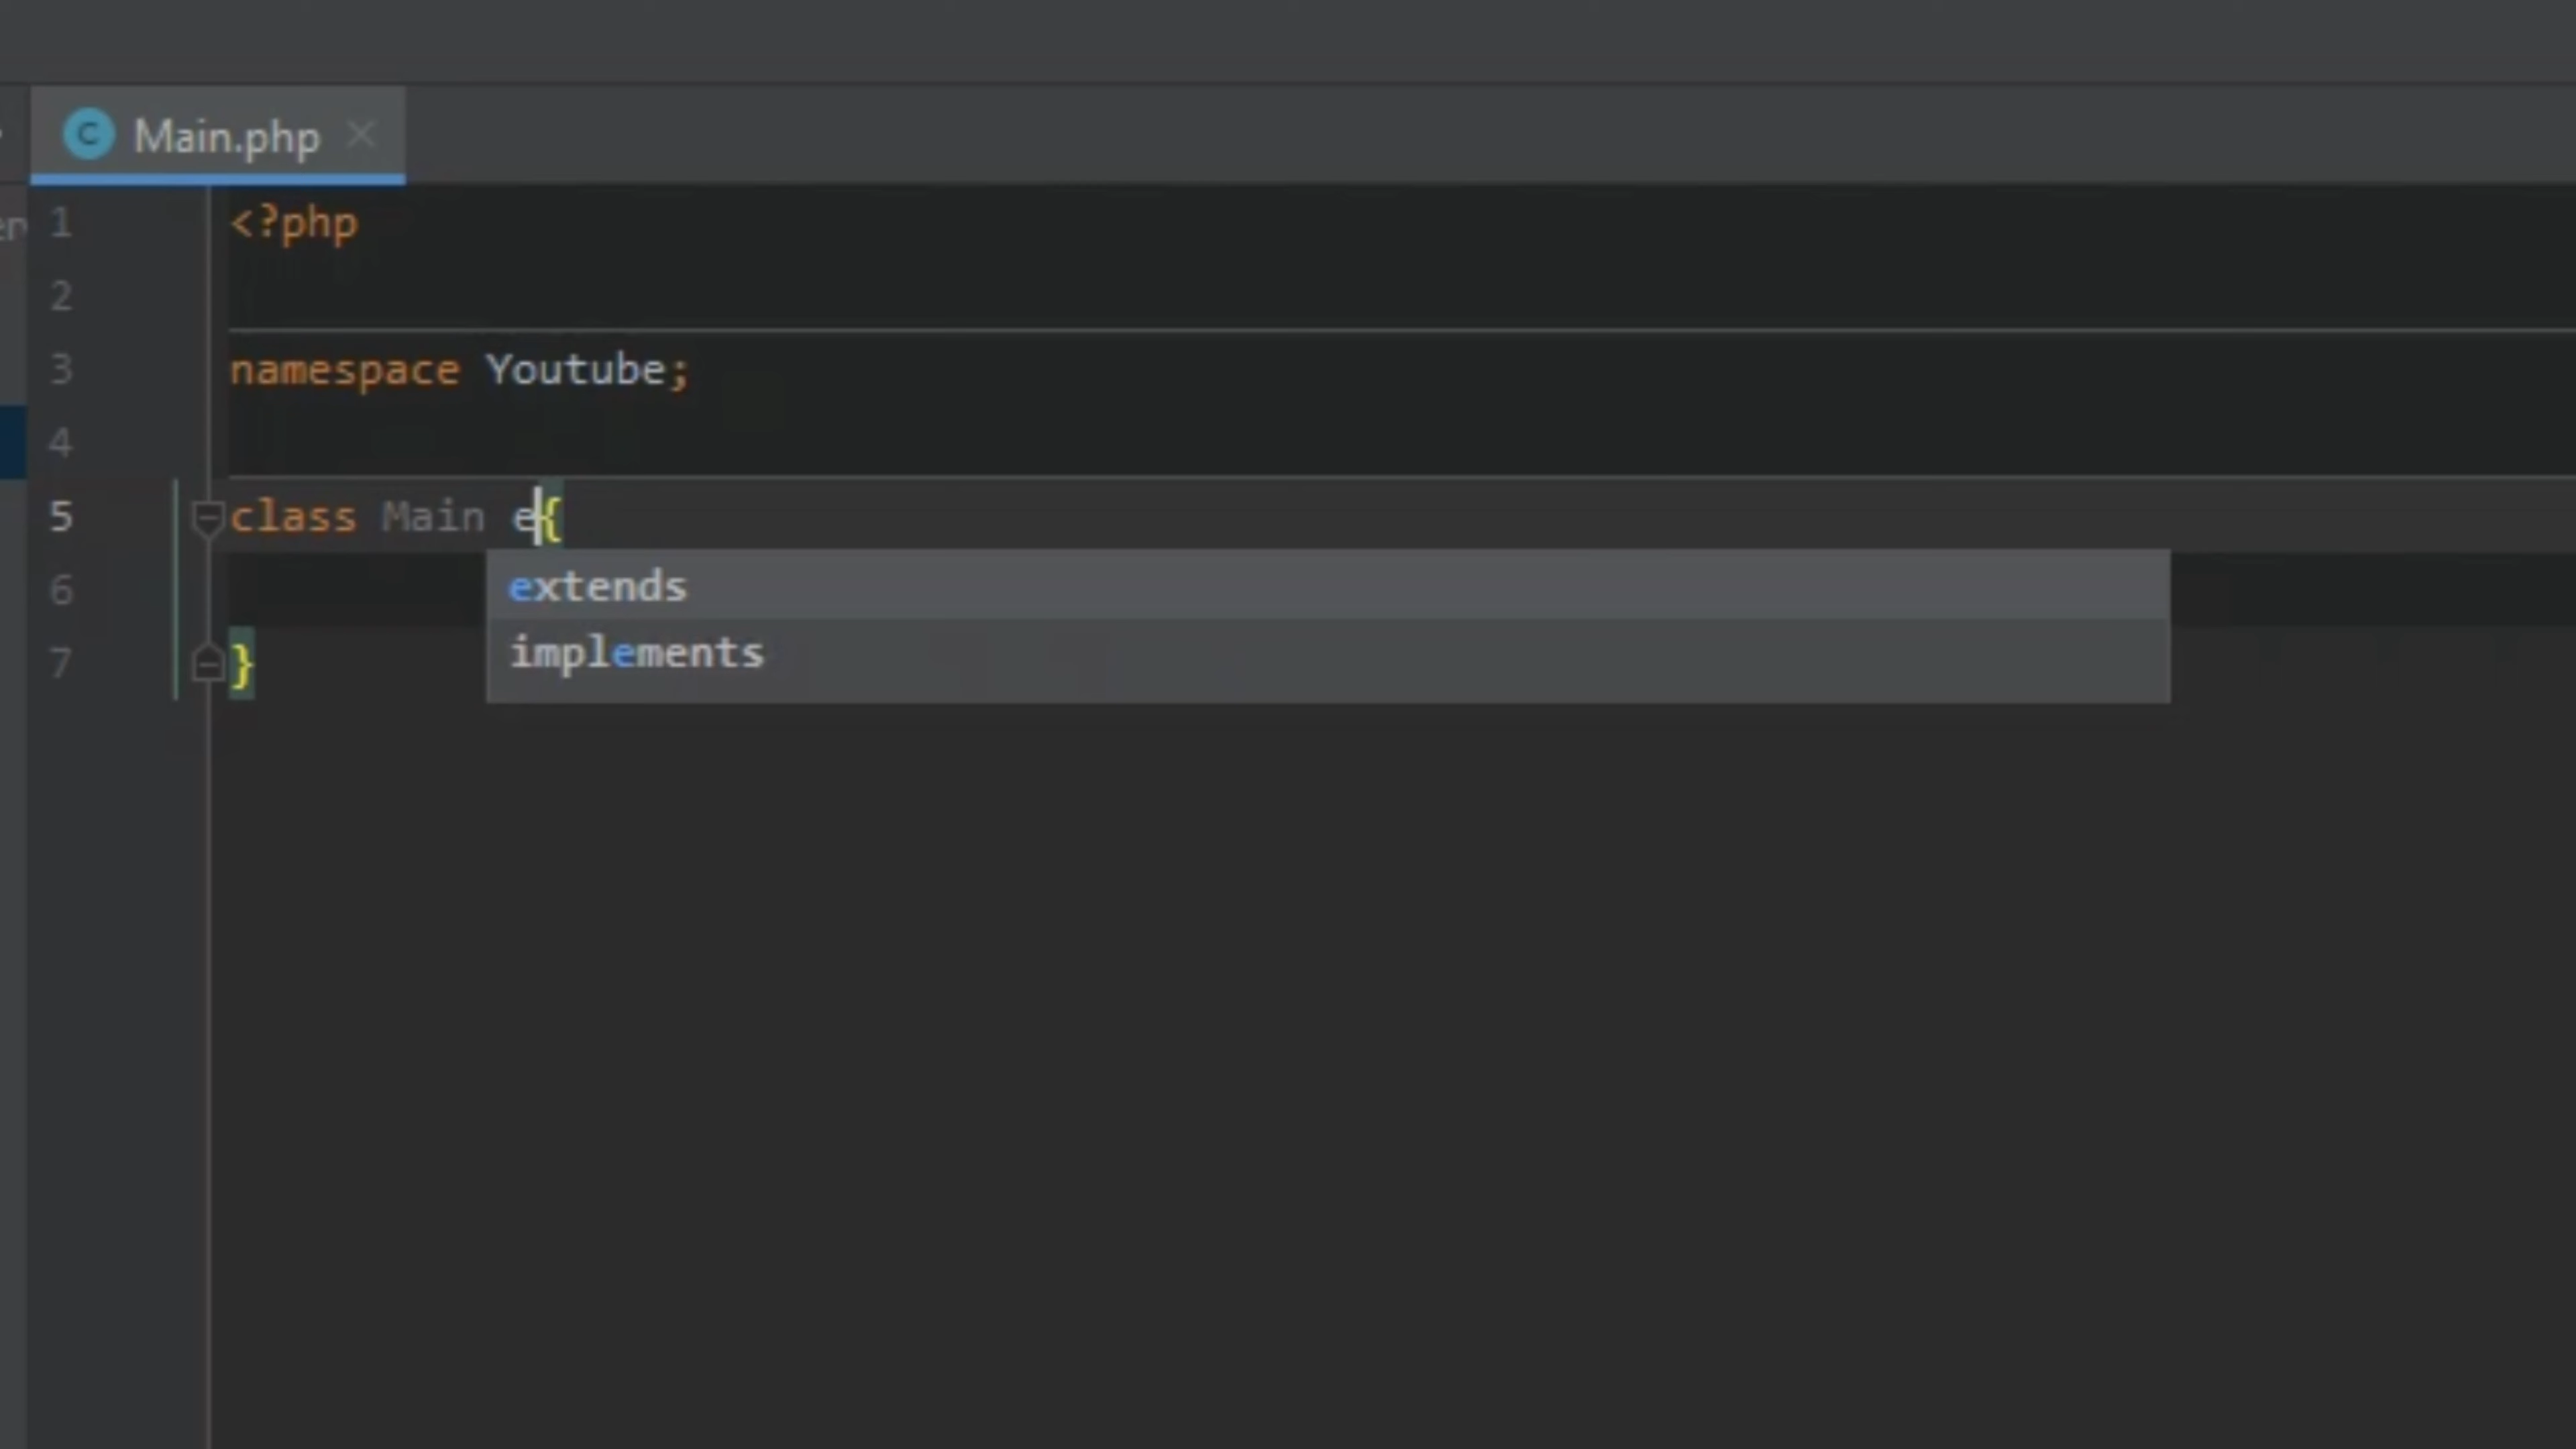 Main.php
1 <?php
2
3 namespace Youtube;
4
5 class Main e{
extends
6
implements
7 }